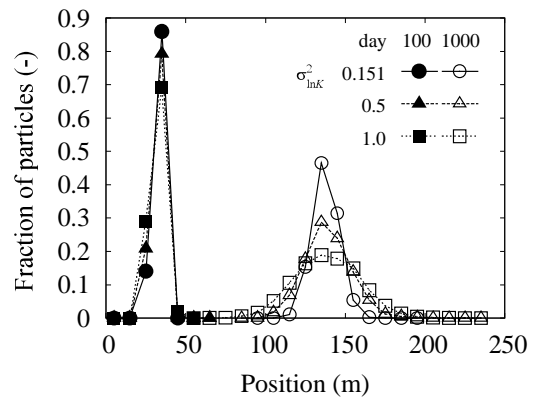 0.9
0.8
0.7
0.6
0.5
0.4
0.3
0.2
0.1
0
Fraction of particles (-)
day 100 1000
σ²lnK 0.151
0.5
1.0
0 50 100 150 200 250
Position (m)